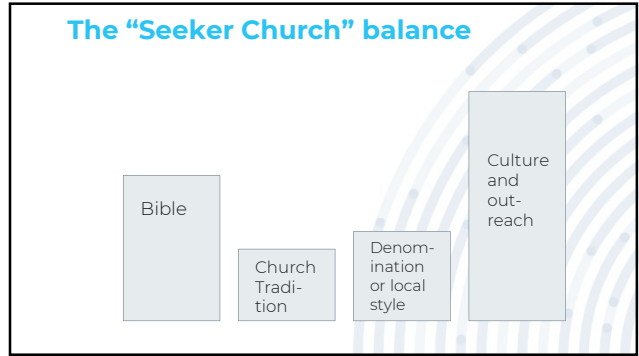 The “Seeker Church” balance
Bible
Church
Tradi-
tion
Denom-
ination
or local
style
Culture
and
out-
reach